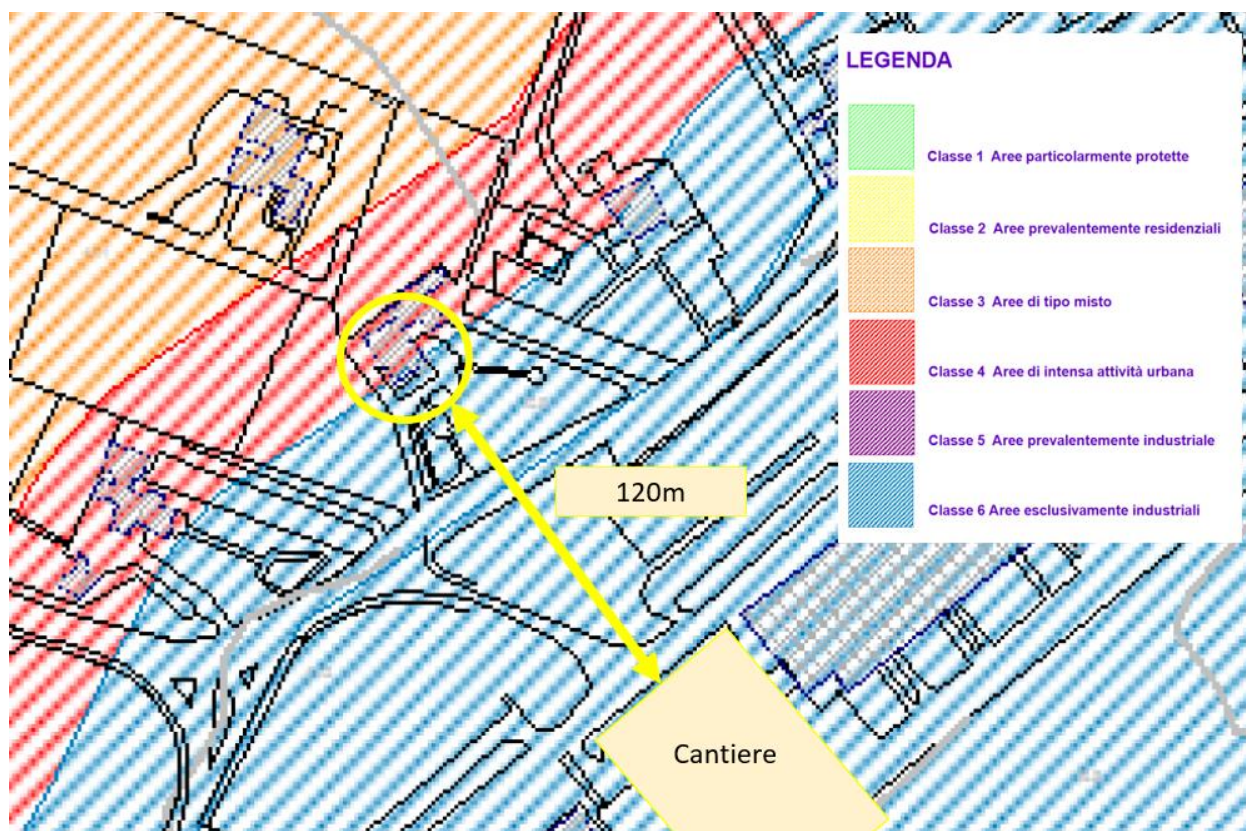 LEGENDA
Classe 1 Aree particolarmente protette
Classe 2 Aree prevalentemente residenziali
Classe 3 Aree di tipo misto
Classe 4 Aree di intensa attività urbana
Classe 5 Aree prevalentemente industriale
Classe 6 Aree esclusivamente industriali
120m
Cantiere